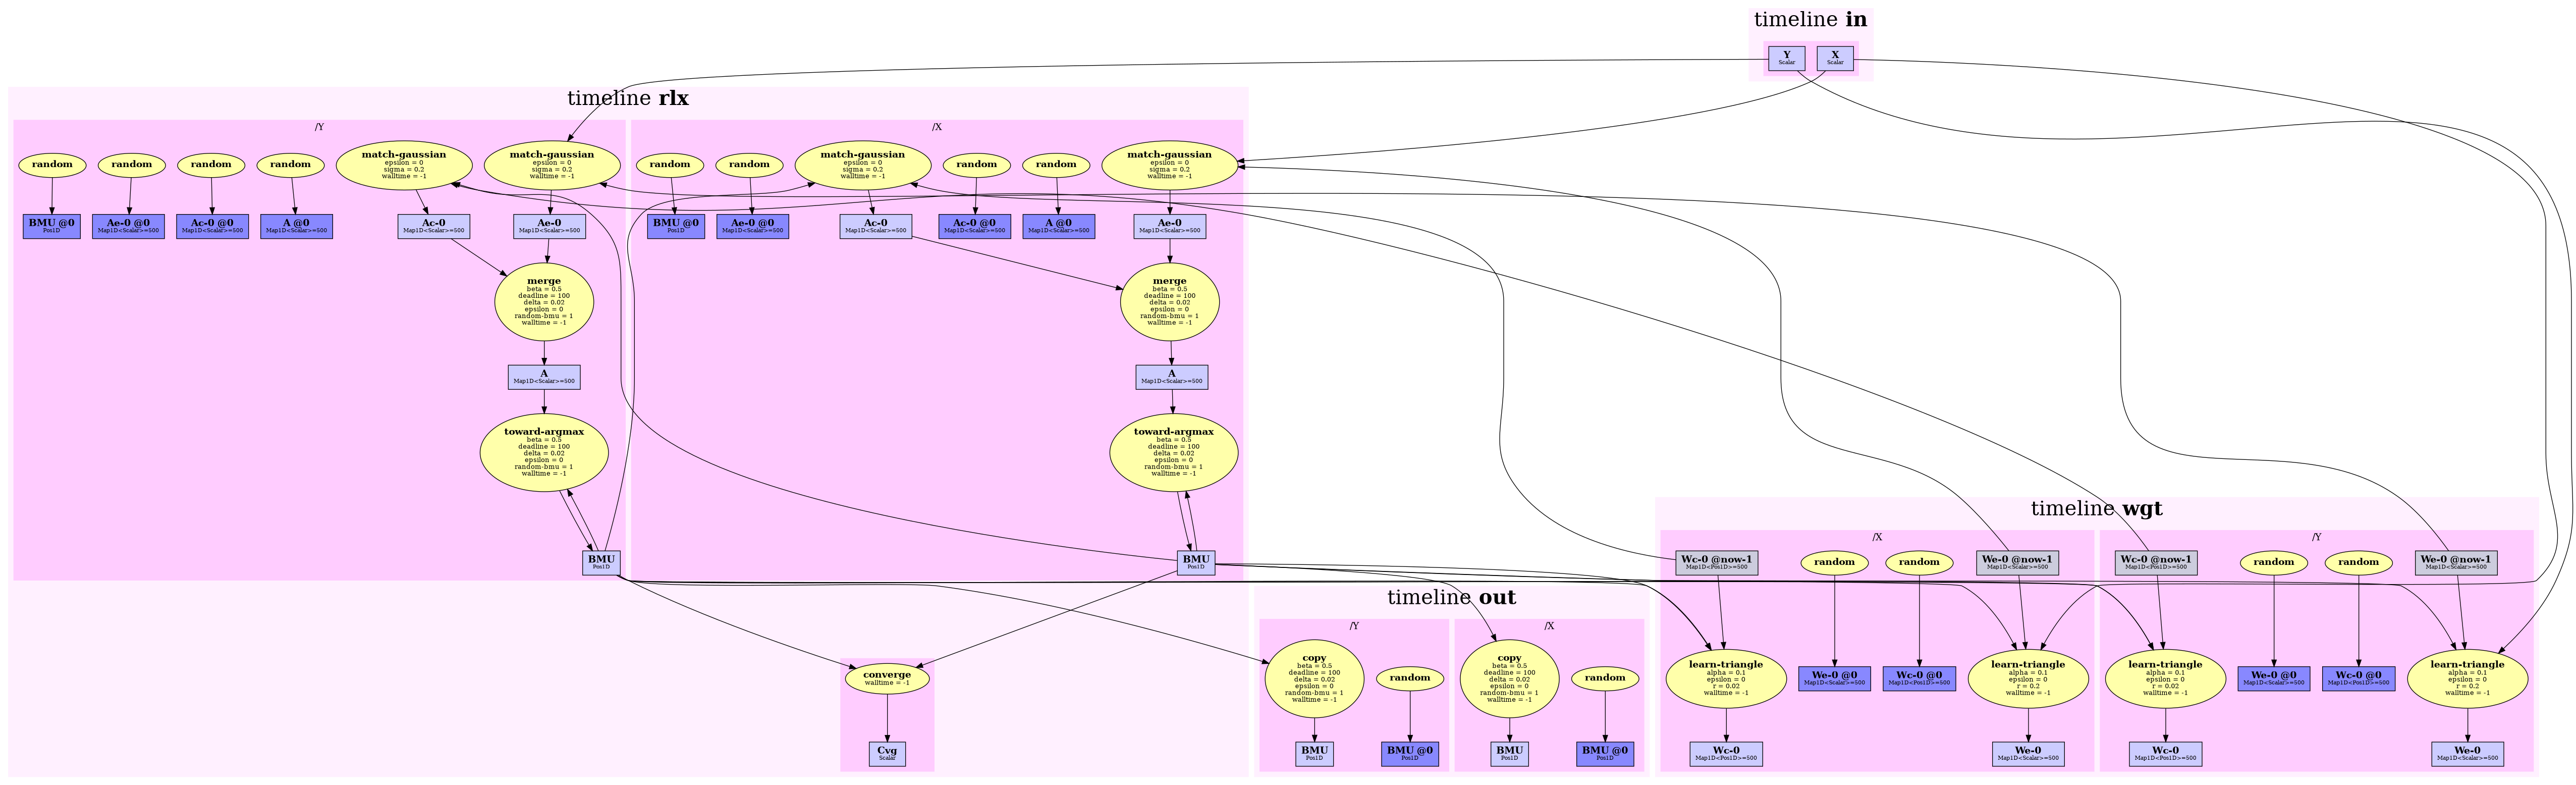 timeline in
Y
Scalar
X
Scalar
timeline rlx
/Y
random
random
random
random
match-gaussian
epsilon = 0
sigma = 0.2
walltime = -1
match-gaussian
epsilon = 0
sigma = 0.2
walltime = -1
BMU @0
Pos1D
Ae-0 @0
Map1D<Scalar>=500
Ac-0 @0
Map1D<Scalar>=500
A @0
Map1D<Scalar>=500
Ac-0
Map1D<Scalar>=500
Ae-0
Map1D<Scalar>=500
merge
beta = 0.5
deadline = 100
delta = 0.02
epsilon = 0
random-bmu = 1
walltime = -1
A
Map1D<Scalar>=500
toward-argmax
beta = 0.5
deadline = 100
delta = 0.02
epsilon = 0
random-bmu = 1
walltime = -1
BMU
Pos1D
/X
random
random
match-gaussian
epsilon = 0
sigma = 0.2
walltime = -1
random
random
match-gaussian
epsilon = 0
sigma = 0.2
walltime = -1
BMU @0
Pos1D
Ae-0 @0
Map1D<Scalar>=500
Ac-0
Map1D<Scalar>=500
Ac-0 @0
Map1D<Scalar>=500
A @0
Map1D<Scalar>=500
Ae-0
Map1D<Scalar>=500
merge
beta = 0.5
deadline = 100
delta = 0.02
epsilon = 0
random-bmu = 1
walltime = -1
A
Map1D<Scalar>=500
toward-argmax
beta = 0.5
deadline = 100
delta = 0.02
epsilon = 0
random-bmu = 1
walltime = -1
BMU
Pos1D
converge
walltime = -1
Cvg
Scalar
timeline out
/Y
copy
beta = 0.5
deadline = 100
delta = 0.02
epsilon = 0
random-bmu = 1
walltime = -1
random
BMU
Pos1D
BMU @0
Pos1D
/X
copy
beta = 0.5
deadline = 100
delta = 0.02
epsilon = 0
random-bmu = 1
walltime = -1
random
BMU
Pos1D
BMU @0
Pos1D
timeline wgt
/X
Wc-0 @now-1
Map1D<Pos1D>=500
random
random
We-0 @now-1
Map1D<Scalar>=500
learn-triangle
alpha = 0.1
epsilon = 0
r = 0.02
walltime = -1
We-0 @0
Map1D<Scalar>=500
Wc-0 @0
Map1D<Pos1D>=500
learn-triangle
alpha = 0.1
epsilon = 0
r = 0.2
walltime = -1
Wc-0
Map1D<Pos1D>=500
We-0
Map1D<Scalar>=500
/Y
Wc-0 @now-1
Map1D<Pos1D>=500
random
random
We-0 @now-1
Map1D<Scalar>=500
learn-triangle
alpha = 0.1
epsilon = 0
r = 0.02
walltime = -1
We-0 @0
Map1D<Scalar>=500
Wc-0 @0
Map1D<Pos1D>=500
learn-triangle
alpha = 0.1
epsilon = 0
r = 0.2
walltime = -1
Wc-0
Map1D<Pos1D>=500
We-0
Map1D<Scalar>=500